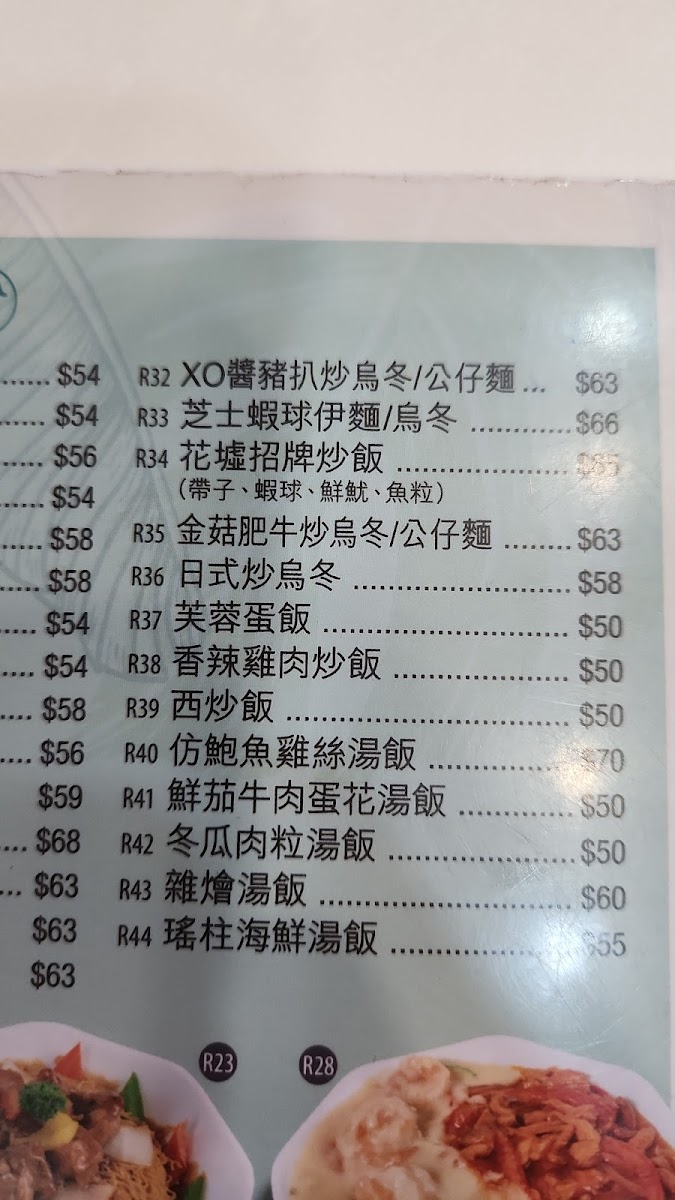 $54
$54
$56
$54
$58
$58
$54
$54
$58
$56
$59
$68
$63
$63
$63
R32 XO醬豬扒炒烏冬/公仔麵 ... $63
R33 芝士蝦球伊麵/烏冬 ............ $66
R34 花墟招牌炒飯 .....................
(帶子、蝦球、鮮魷、魚粒)
R35 金菇肥牛炒烏冬/公仔麵 ........ $63
R36 日式炒烏冬 .......................... $58
R37 芙蓉蛋飯 .............................. $50
R38 香辣雞肉炒飯 ..................... $50
R39 西炒飯 .................................. $50
R40 仿鮑魚雞絲湯飯 ................. $70
R41 鮮茄牛肉蛋花湯飯 .............. $50
R42 冬瓜肉粒湯飯 ...................... $50
R43 雜燴湯飯 .............................. $60
R44 瑤柱海鮮湯飯 ...................... $55
R23
R28